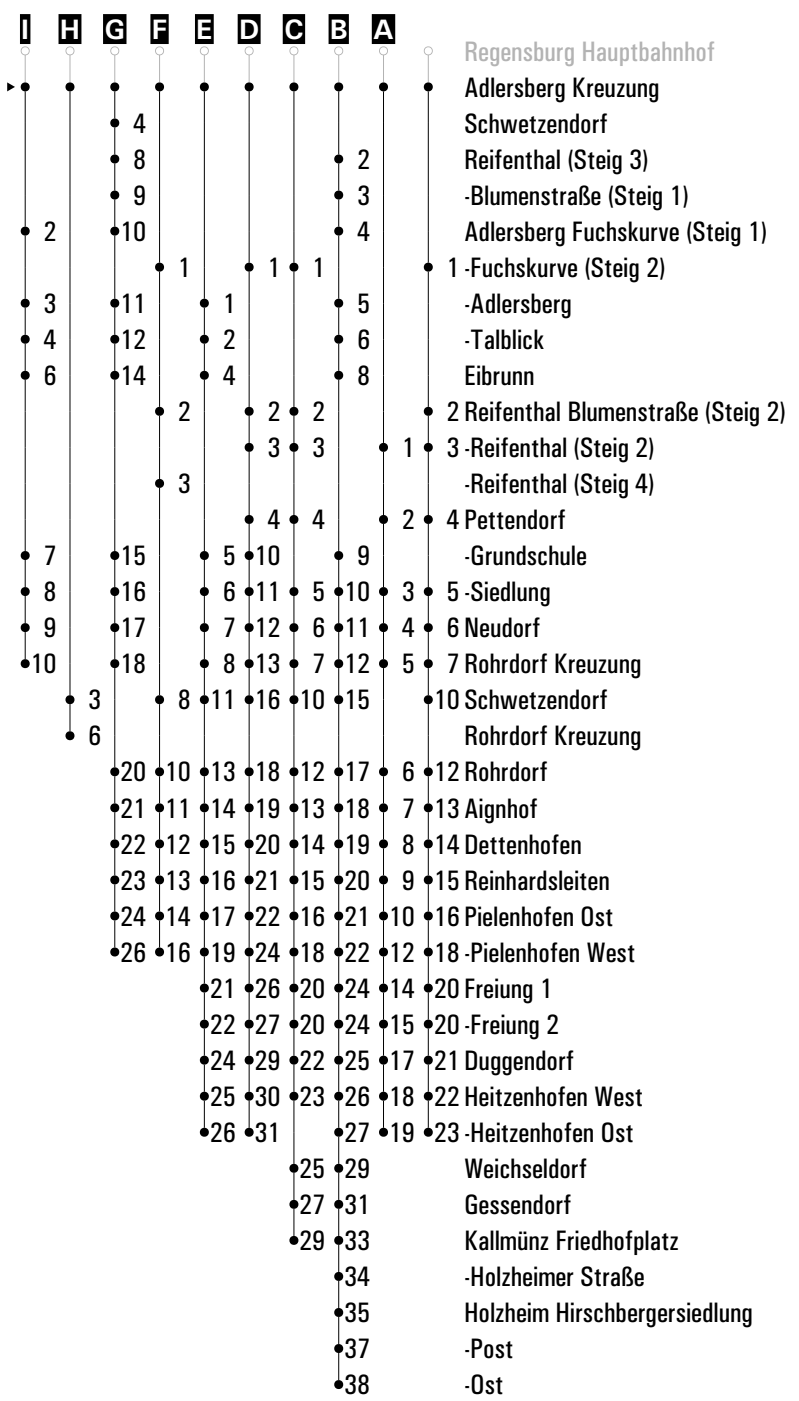 I H G F E D C B A
Regensburg Hauptbahnhof
Adlersberg Kreuzung
4 Schwetzendorf
8 2 Reifenthal (Steig 3)
9 3 -Blumenstraße (Steig 1)
2 10 4 Adlersberg Fuchskurve (Steig 1)
1 1 1 1 -Fuchskurve (Steig 2)
3 11 1 5 -Adlersberg
4 12 2 6 -Talblick
6 14 4 8 Eibrunn
2 2 2 2 Reifenthal Blumenstraße (Steig 2)
3 3 1 3 -Reifenthal (Steig 2)
3 -Reifenthal (Steig 4)
4 4 2 4 Pettendorf
7 15 5 10 9 -Grundschule
8 16 6 11 5 10 3 5 -Siedlung
9 17 7 12 6 11 4 6 Neudorf
10 18 8 13 7 12 5 7 Rohrdorf Kreuzung
3 8 11 16 10 15 10 Schwetzendorf
6 Rohrdorf Kreuzung
20 10 13 18 12 17 6 12 Rohrdorf
21 11 14 19 13 18 7 13 Aignhof
22 12 15 20 14 19 8 14 Dettenhofen
23 13 16 21 15 20 9 15 Reinhardsleiten
24 14 17 22 16 21 10 16 Pielenhofen Ost
26 16 19 24 18 22 12 18 -Pielenhofen West
21 26 20 24 14 20 Freiung 1
22 27 20 24 15 20 -Freiung 2
24 29 22 25 17 21 Duggendorf
25 30 23 26 18 22 Heitzenhofen West
26 31 27 19 23 -Heitzenhofen Ost
25 29 Weichseldorf
27 31 Gessendorf
29 33 Kallmünz Friedhofplatz
34 -Holzheimer Straße
35 Holzheim Hirschbergersiedlung
37 -Post
38 -Ost